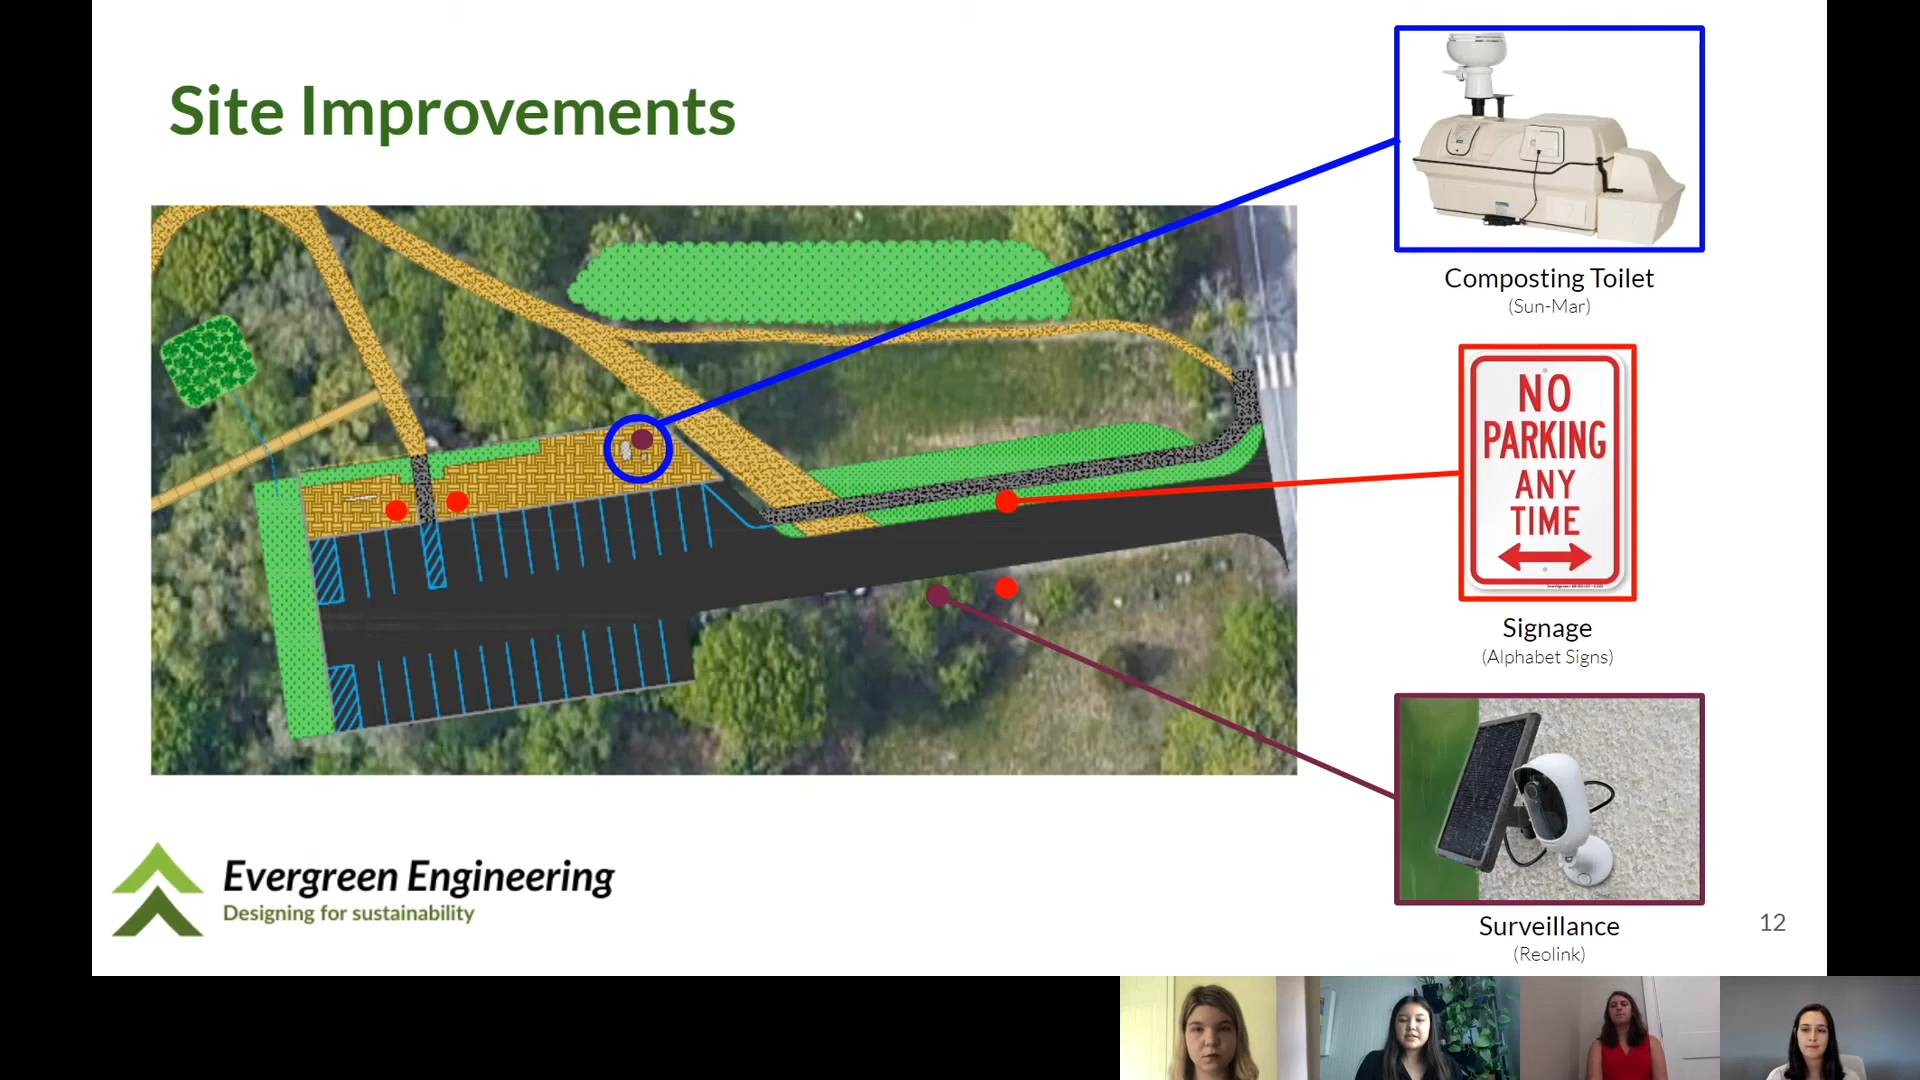 Site Improvements
Composting Toilet
(Sun-Mar)
NO
PARKING
ANY
TIME
Signage
(Alphabet Signs)
Surveillance
(Reolink)
Evergreen Engineering
Designing for sustainability
12